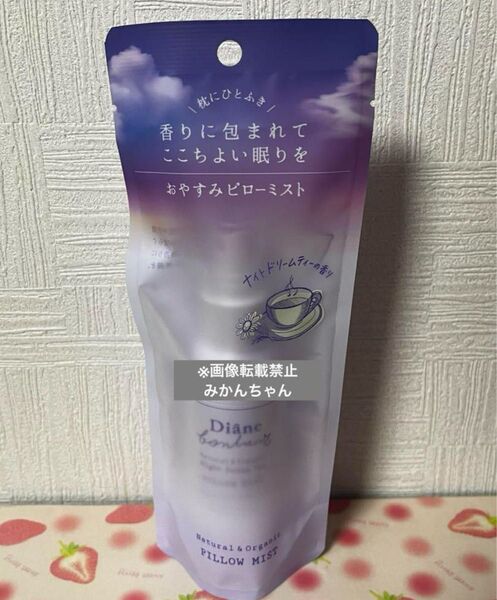 枕にひとふき
香りに包まれて
ここちよい眠りを
おやすみピローミスト
ナイトドリームティーの香り
※画像転載禁止
みかんちゃん
Diane
bonheur
Natural & Organic
PILLOW MIST